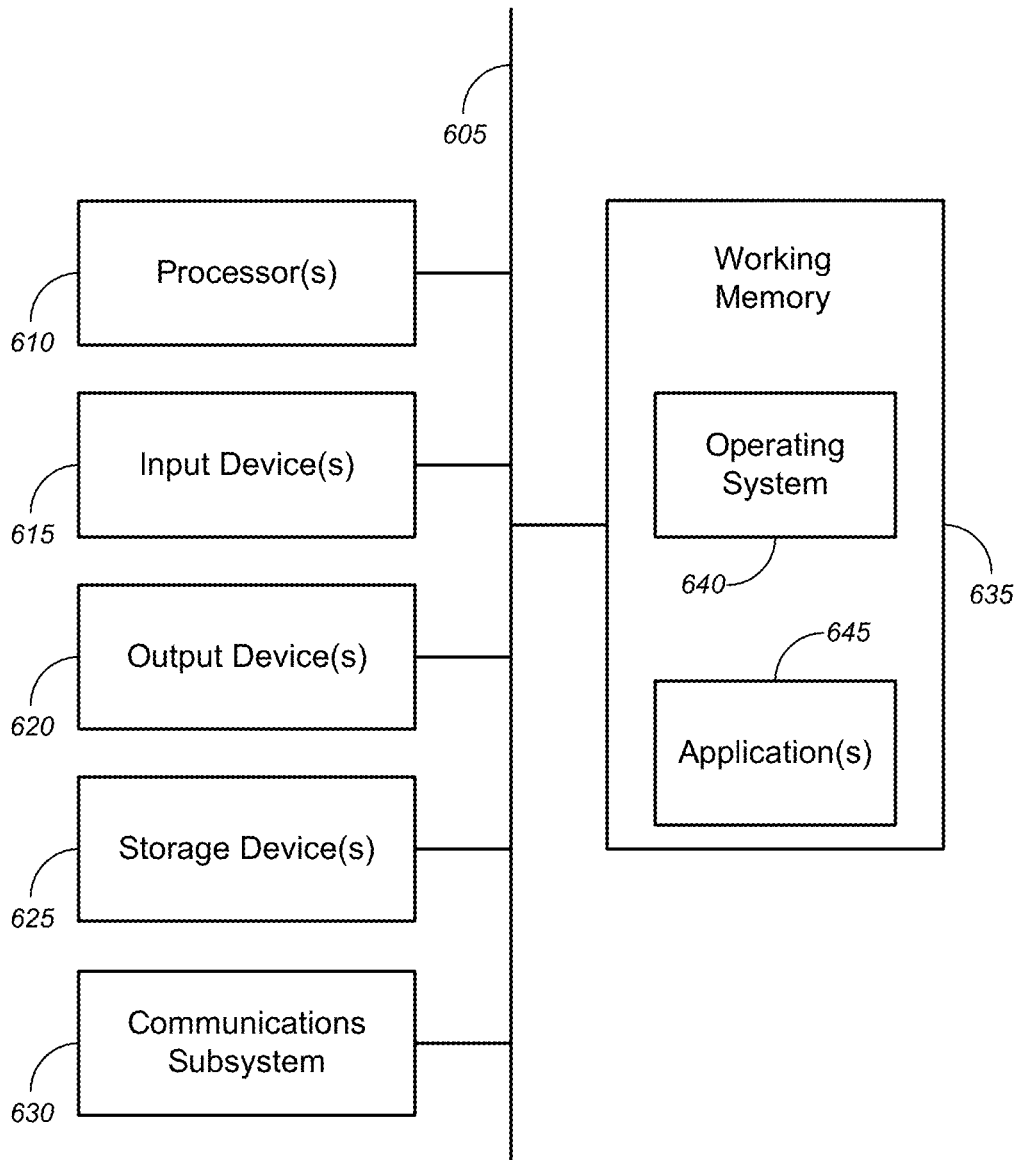 605
Processor(s)
610
Input Device(s)
615
Output Device(s)
620
Storage Device(s)
625
Communications
Subsystem
630
Working
Memory
Operating
System
640
635
645
Application(s)